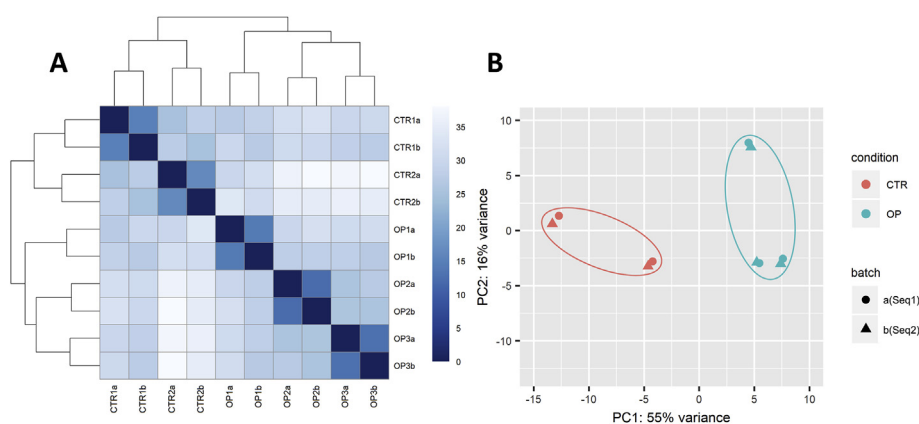 A
CTR1a
CTR1b
CTR2a
CTR2b
OP1a
OP1b
OP2a
OP2b
OP3a
OP3b
CTR1a
CTR1b
CTR2a
CTR2b
OP1a
OP1b
OP2a
OP2b
OP3a
OP3b
35
30
25
20
15
10
5
0
B
10
5
0
-5
-10
PC2: 16% variance
-15 -10 -5 0 5 10
PC1: 55% variance
condition
CTR
OP
batch
a(Seq1)
b(Seq2)